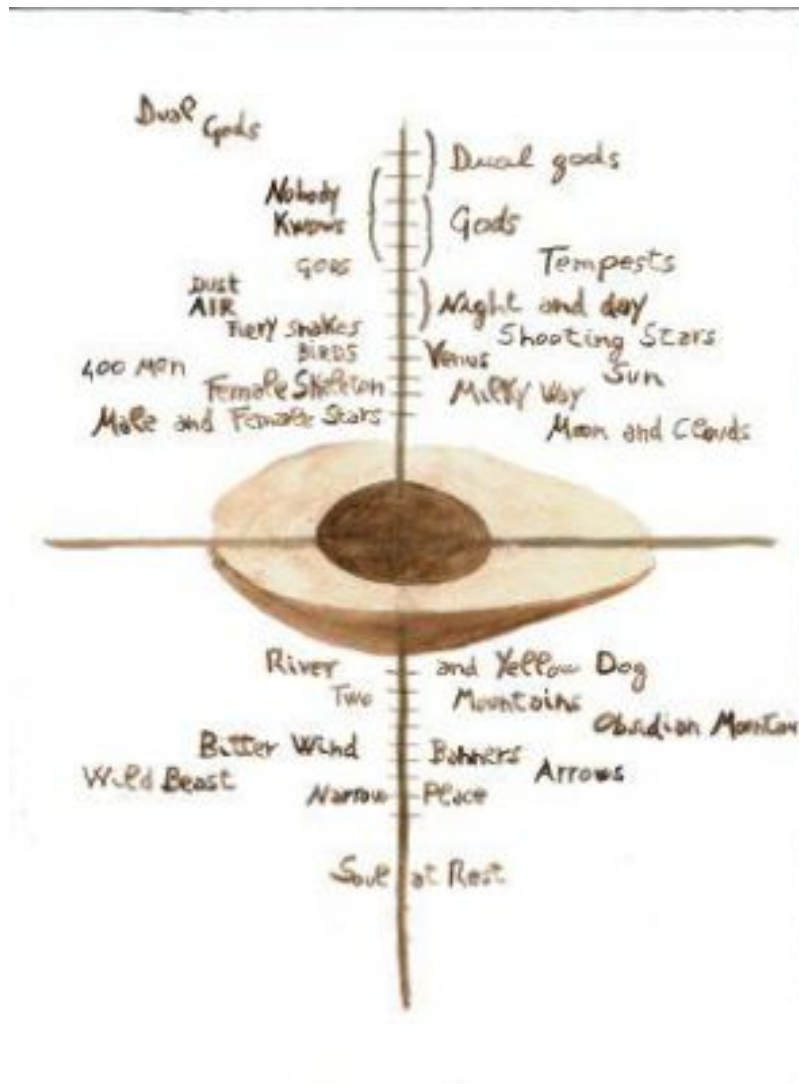 Dual Gods
Dual gods
Nobody
Knows
Gods
GODS
Tempests
DUST
AIR
Night and day
Fiery snakes
Shooting Stars
BIRDS
Venus
400 Men
Sun
Female Skeleton
Milky Way
Male and Female Stars
Moon and Clouds
River and Yellow Dog
Two Mountains
Obsidian Mountain
Bitter Wind
Banners
Arrows
Wild Beast
Narrow Place
Soul at Rest